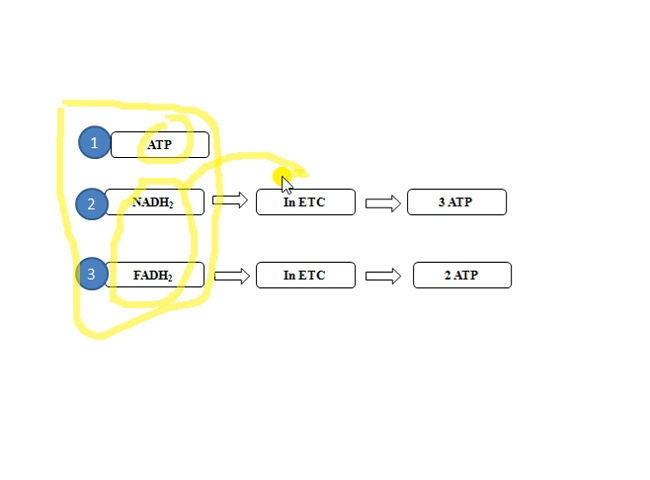 1 ATP
2 NADH₂ In ETC 3 ATP
3 FADH₂ In ETC 2 ATP